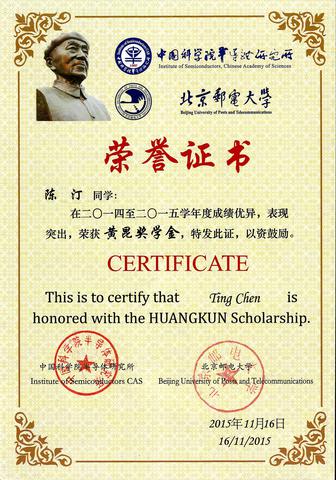 中国科学院半导体研究所
Institute of Semiconductors, Chinese Academy of Sciences
北京邮电大学
Beijing University of Posts and Telecommunications
荣誉证书
陈 汀 同学：
在二〇一四至二〇一五学年度成绩优异，表现
突出，荣获 黄昆奖学金，特发此证，以资鼓励。
CERTIFICATE
This is to certify that Ting Chen is
honored with the HUANGKUN Scholarship.
中国科学院半导体研究所
Institute of Semiconductors CAS
北京邮电大学
Beijing University of Posts and Telecommunications
2015年11月16日
16/11/2015